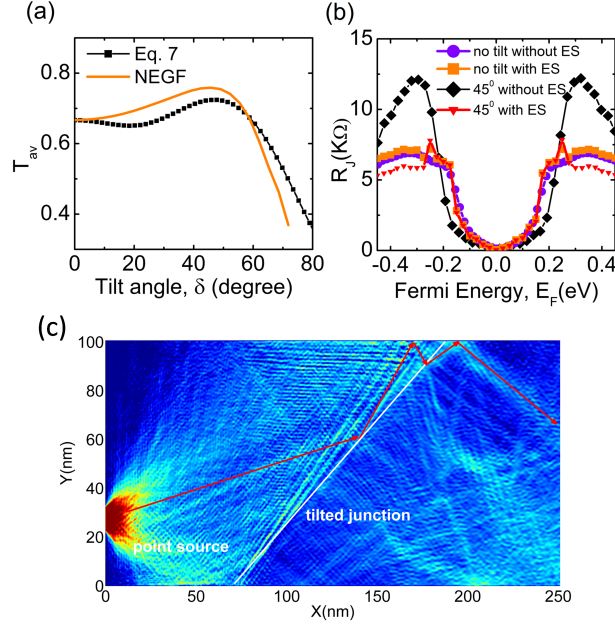 (a)
Eq. 7
NEGF
0.8
0.6
0.4
T_av
0 20 40 60 80
Tilt angle, δ (degree)
(b)
no tilt without ES
no tilt with ES
45⁰ without ES
45⁰ with ES
15
10
5
0
R_J(KΩ)
-0.4 -0.2 0.0 0.2 0.4
Fermi Energy, E_F(eV)
(c)
100
80
60
40
20
0
Y(nm)
point source
tilted junction
0 50 100 150 200 250
X(nm)